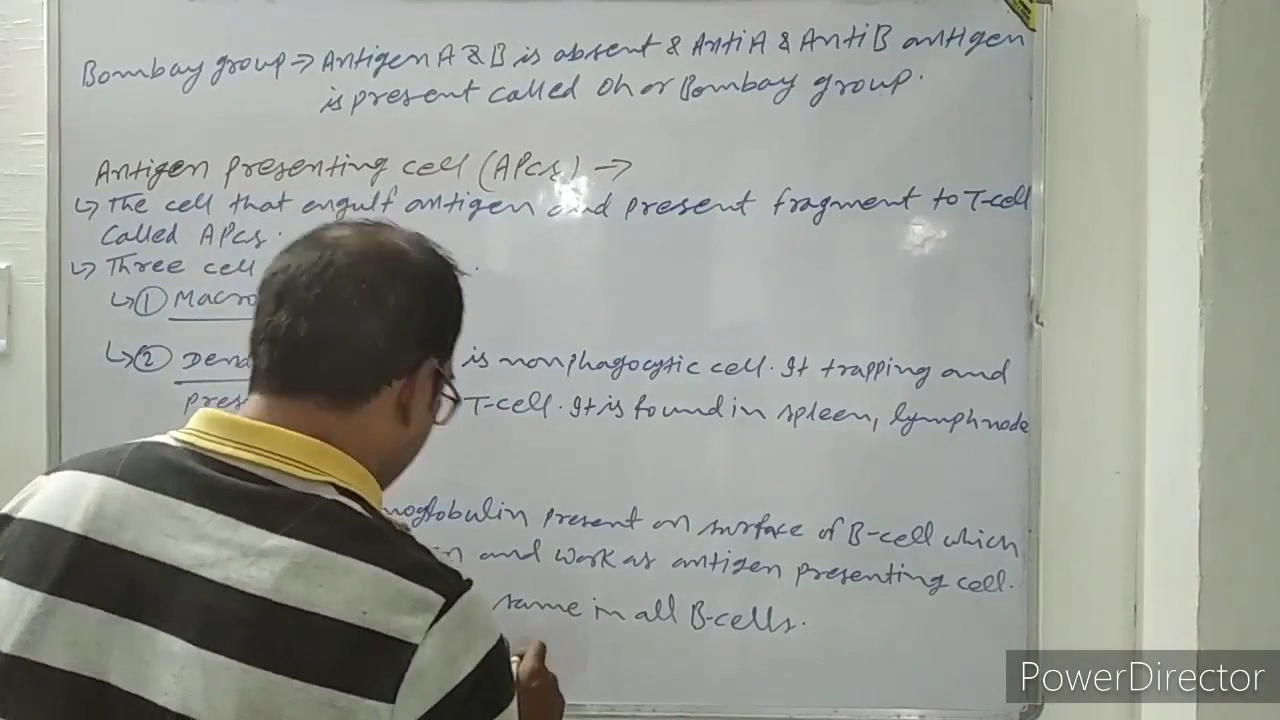 Bombay group → Antigen A & B is absent & Anti A & Anti B antigen
is present called Oh or Bombay group.
Antigen presenting cell (APCs) →
↳ The cell that engulf antigen and present fragment to T-cell
called APCs.
↳ Three cell
↳ ① Macro
↳ ② Dend is nonphagocytic cell. It trapping and
pres T-cell. It is found in spleen, lymphnode
moglobulin present on surface of B-cell which
in and work as antigen presenting cell.
same in all B-cells.
PowerDirector